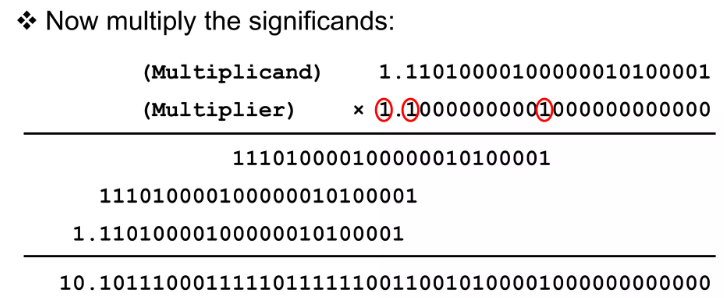 ❖ Now multiply the significands:
(Multiplicand) 1.11010000100000010100001
(Multiplier) × 1.10000000001000000000000
111010000100000010100001
111010000100000010100001
1.11010000100000010100001
10.1011100011111011111100110010100001000000000000